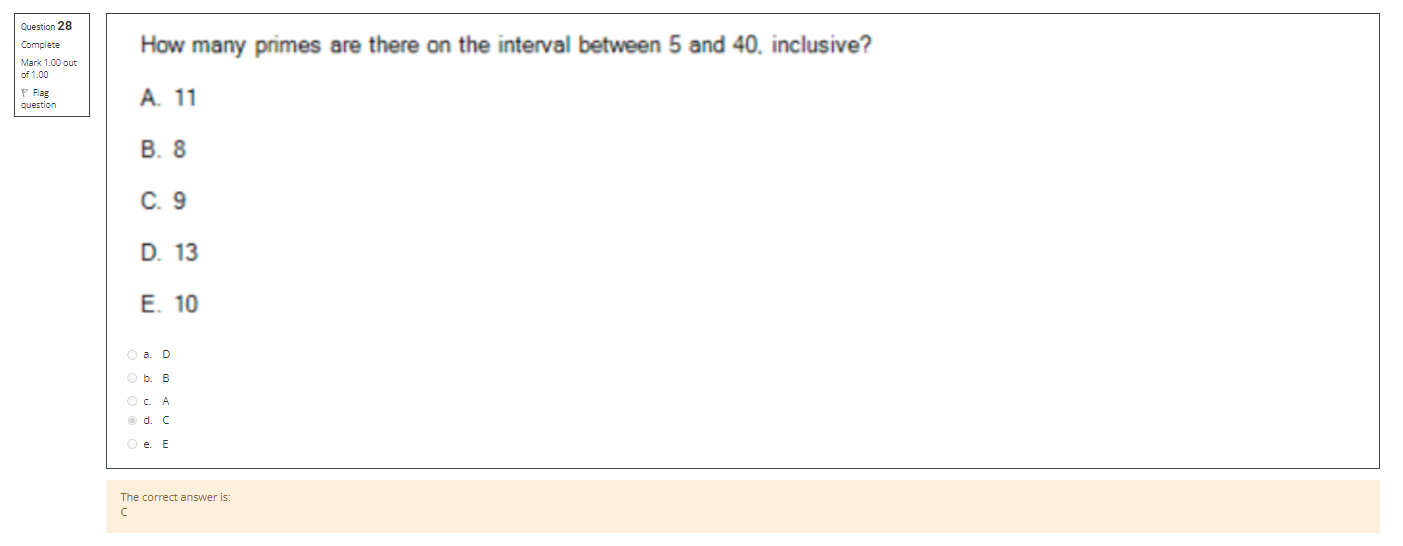 Question 28
Complete
Mark 1.00 out
of 1.00
Flag
question
How many primes are there on the interval between 5 and 40, inclusive?
A. 11
B. 8
C. 9
D. 13
E. 10
a. D
b. B
c. A
d. C
e. E
The correct answer is:
C